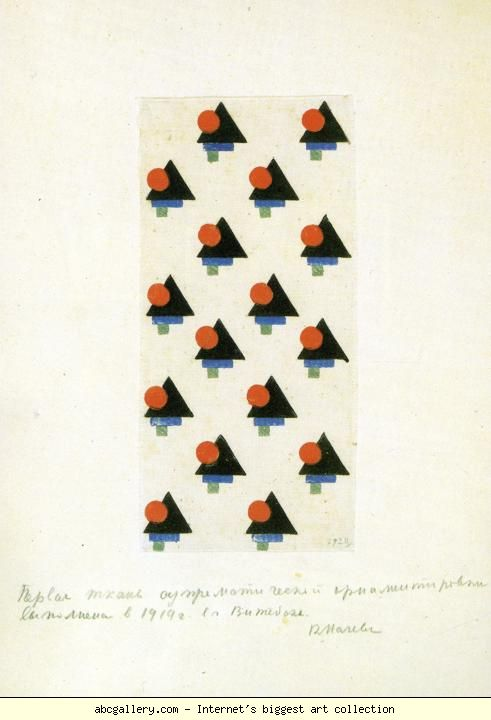 Первая ткань супрематической орнаментировки
выполнена в 1919 г. в г. Витебске.
К Малевич
abcgallery.com - Internet's biggest art collection